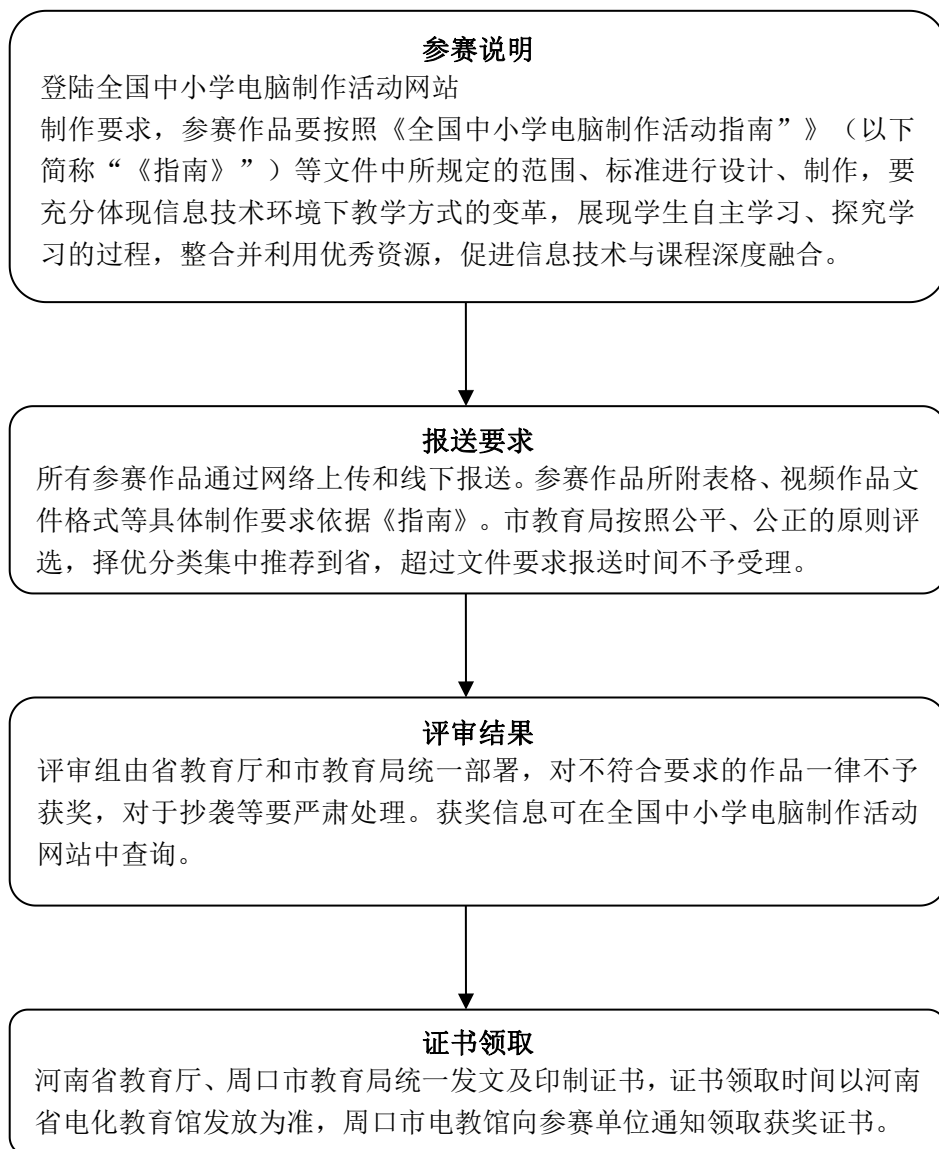 参赛说明
登陆全国中小学电脑制作活动网站
制作要求，参赛作品要按照《全国中小学电脑制作活动指南”》（以下
简称“《指南》”）等文件中所规定的范围、标准进行设计、制作，要
充分体现信息技术环境下教学方式的变革，展现学生自主学习、探究学
习的过程，整合并利用优秀资源，促进信息技术与课程深度融合。
报送要求
所有参赛作品通过网络上传和线下报送。参赛作品所附表格、视频作品文
件格式等具体制作要求依据《指南》。市教育局按照公平、公正的原则评
选，择优分类集中推荐到省，超过文件要求报送时间不予受理。
评审结果
评审组由省教育厅和市教育局统一部署，对不符合要求的作品一律不予
获奖，对于抄袭等要严肃处理。获奖信息可在全国中小学电脑制作活动
网站中查询。
证书领取
河南省教育厅、周口市教育局统一发文及印制证书，证书领取时间以河南
省电化教育馆发放为准，周口市电教馆向参赛单位通知领取获奖证书。